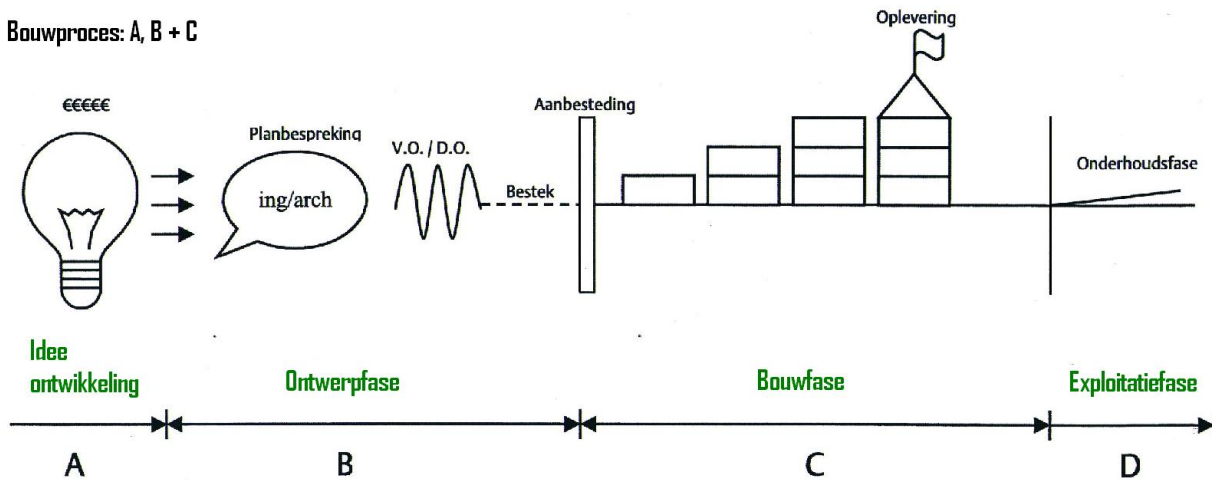 Bouwproces: A, B + C
€€€€€
Planbespreking
ing/arch
V.O. / D.O.
Bestek
Aanbesteding
Oplevering
Onderhoudsfase
Idee
ontwikkeling
Ontwerpfase
Bouwfase
Exploitatiefase
A
B
C
D